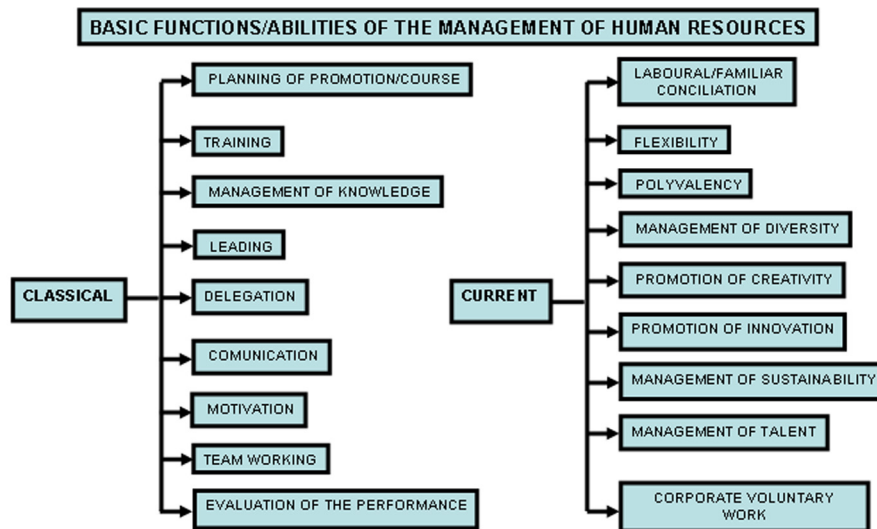 BASIC FUNCTIONS/ABILITIES OF THE MANAGEMENT OF HUMAN RESOURCES
CLASSICAL
PLANNING OF PROMOTION/COURSE
TRAINING
MANAGEMENT OF KNOWLEDGE
LEADING
DELEGATION
COMUNICATION
MOTIVATION
TEAM WORKING
EVALUATION OF THE PERFORMANCE
CURRENT
LABOURAL/FAMILIAR
CONCILIATION
FLEXIBILITY
POLYVALENCY
MANAGEMENT OF DIVERSITY
PROMOTION OF CREATIVITY
PROMOTION OF INNOVATION
MANAGEMENT OF SUSTAINABILITY
MANAGEMENT OF TALENT
CORPORATE VOLUNTARY
WORK